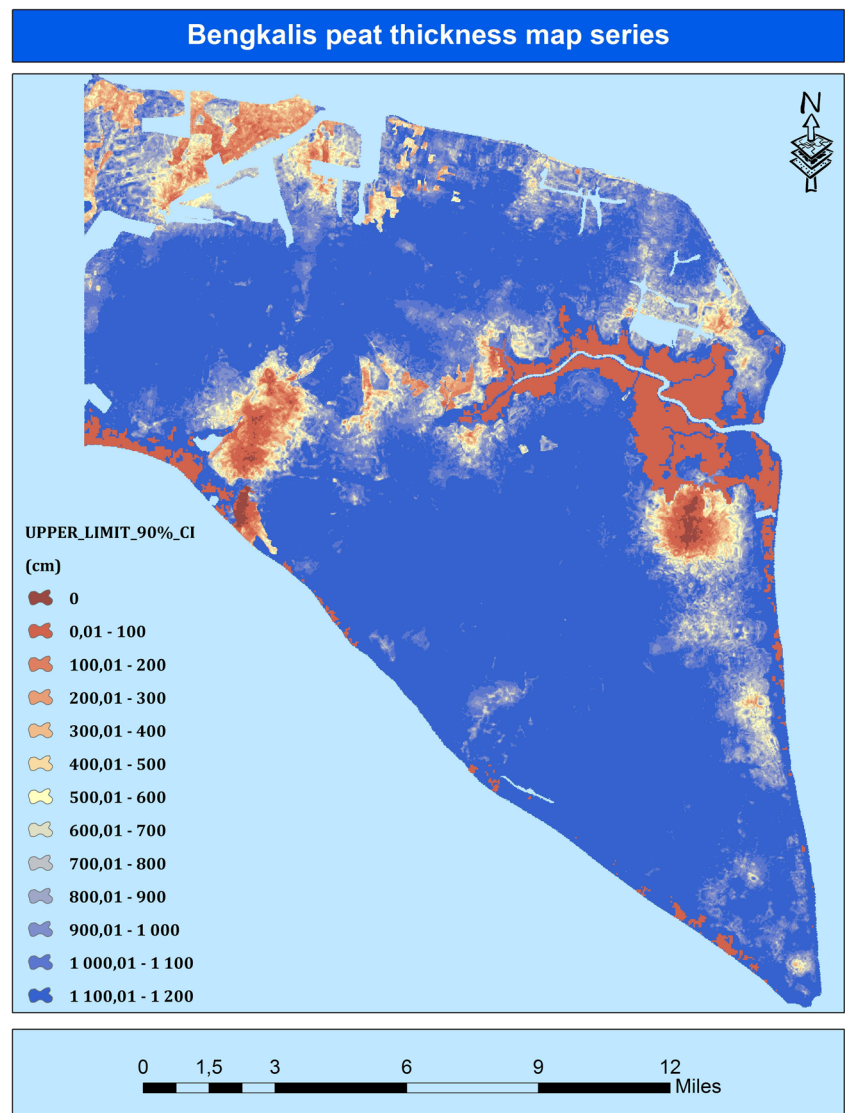 Bengkalis peat thickness map series
N
UPPER_LIMIT_90%_CI
(cm)
0
0,01 - 100
100,01 - 200
200,01 - 300
300,01 - 400
400,01 - 500
500,01 - 600
600,01 - 700
700,01 - 800
800,01 - 900
900,01 - 1 000
1 000,01 - 1 100
1 100,01 - 1 200
0 1,5 3 6 9 12
Miles